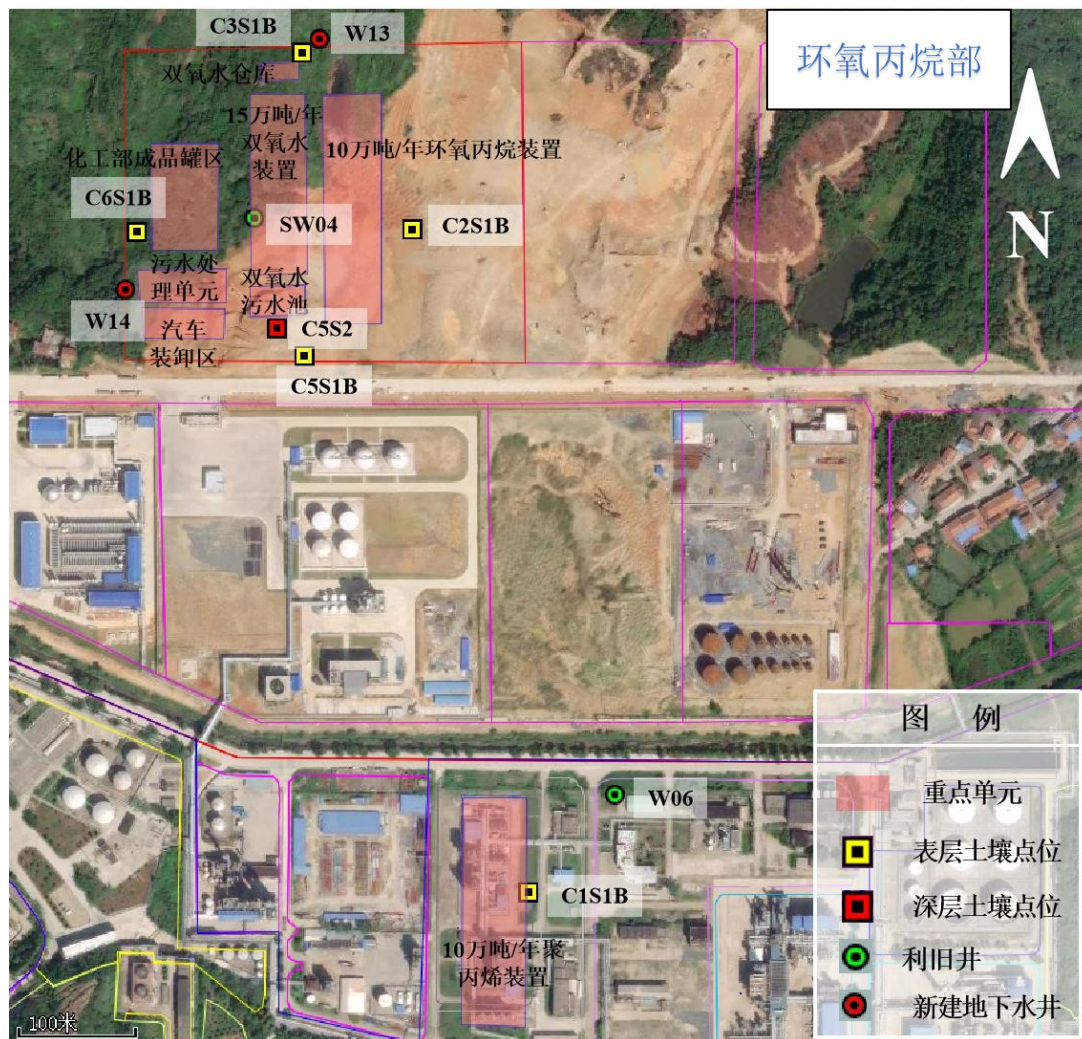 C3S1B
W13
环氧丙烷部
双氧水仓库
15万吨/年
双氧水
装置
10万吨/年环氧丙烷装置
化工部成品罐区
C6S1B
SW04
C2S1B
N
污水处
理单元
双氧水
污水池
W14
汽车
装卸区
C5S2
C5S1B
图 例
重点单元
表层土壤点位
深层土壤点位
利旧井
新建地下水井
W06
C1S1B
10万吨/年聚
丙烯装置
100米